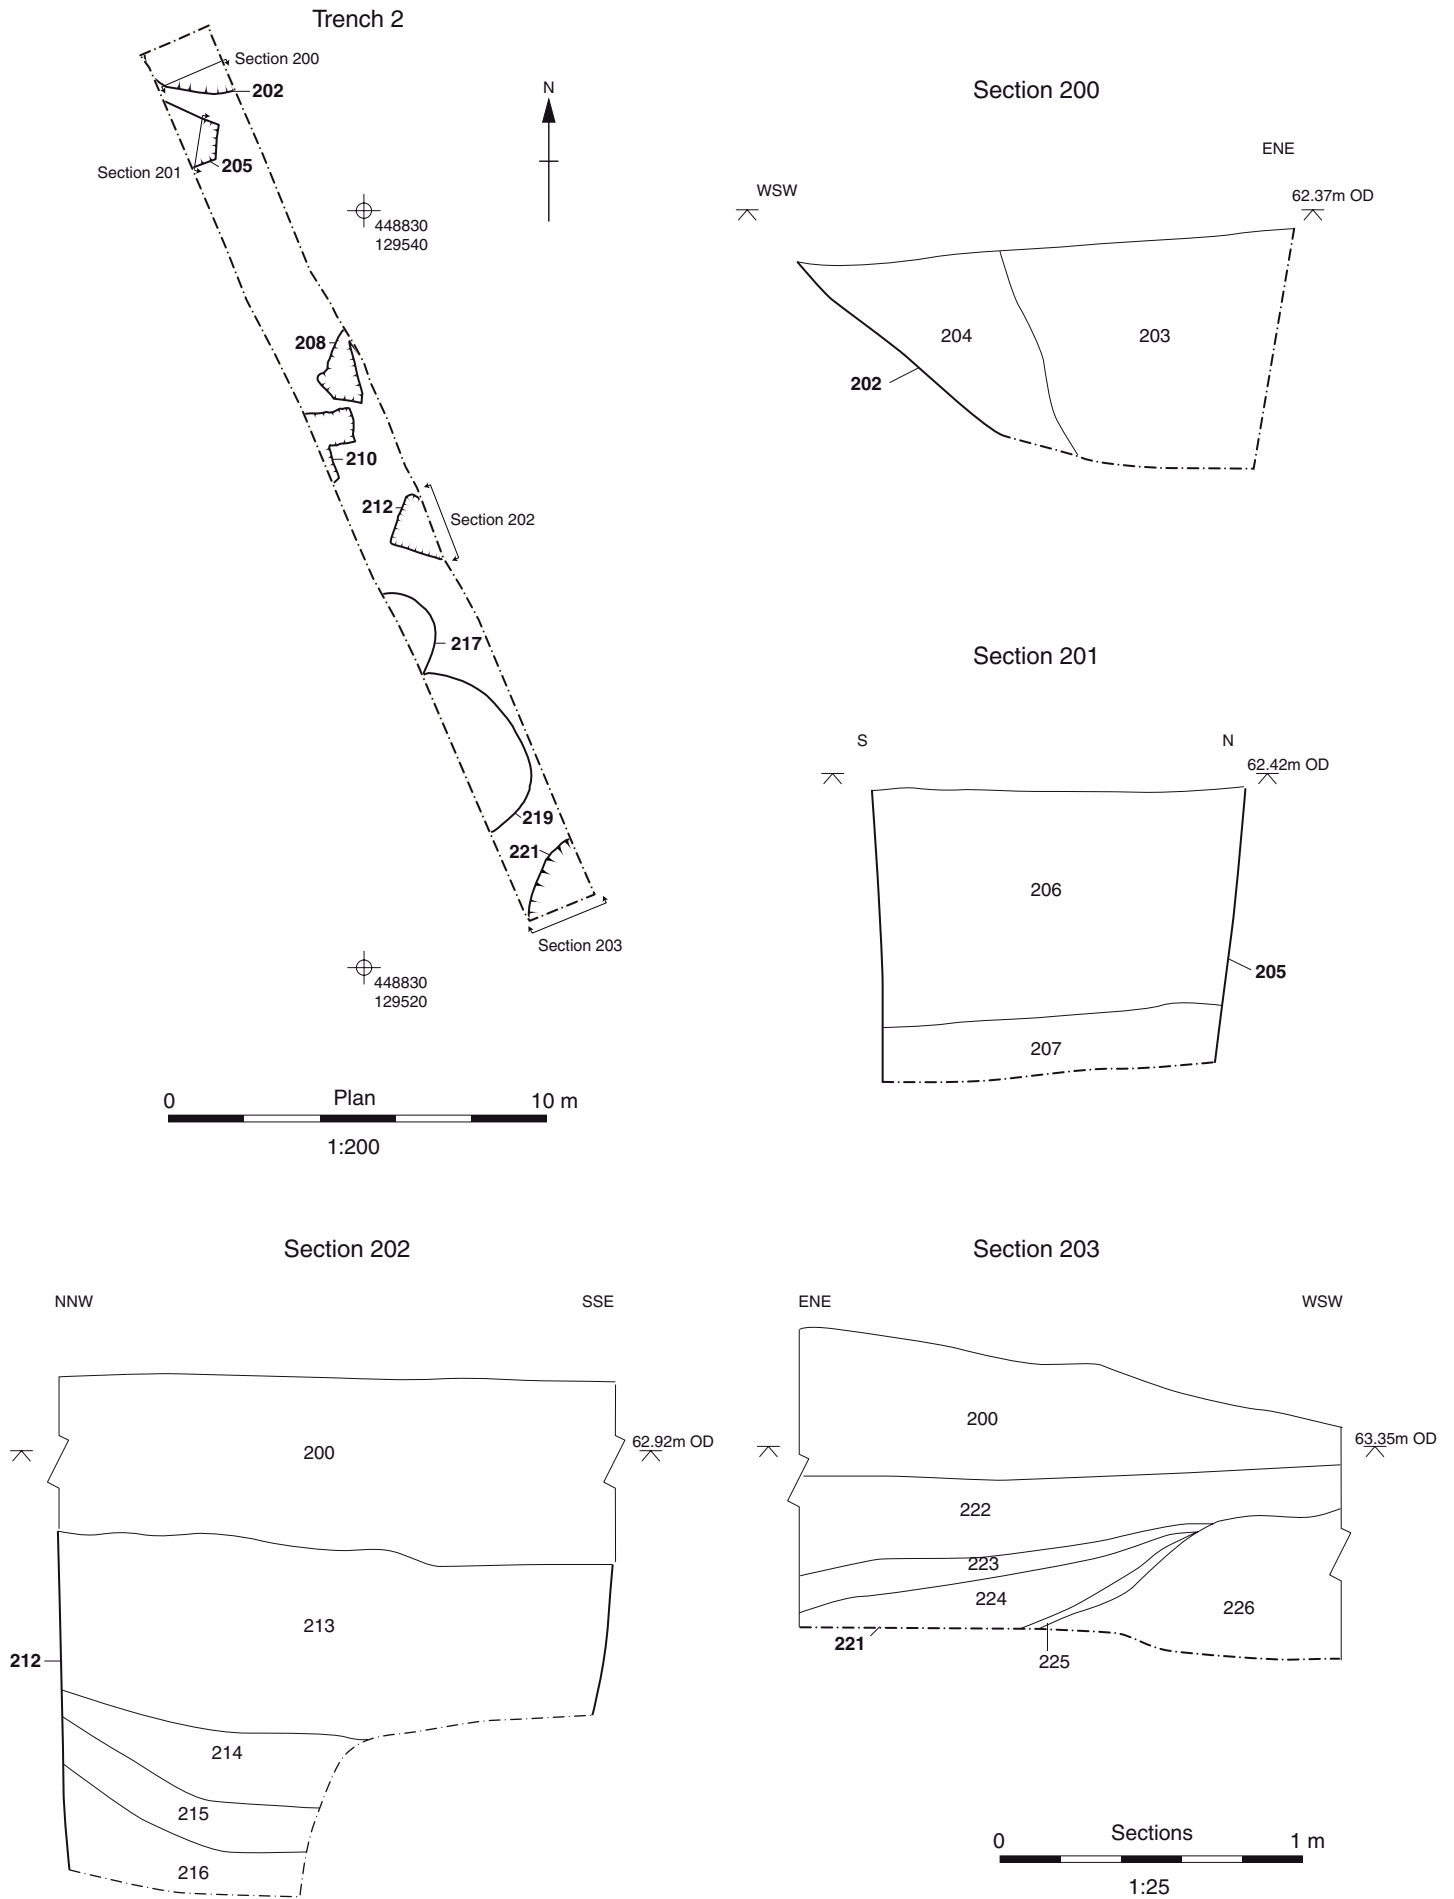 Trench 2
Section 200
202
Section 201
205
N
448830
129540
208
210
212
Section 202
217
219
221
Section 203
448830
129520
0 Plan 10 m
1:200
Section 200
WSW
ENE
62.37m OD
204
203
202
Section 201
S
N
62.42m OD
206
205
207
Section 202
NNW
SSE
200
62.92m OD
213
212
214
215
216
Section 203
ENE
WSW
200
63.35m OD
222
223
224
226
221
225
0 Sections 1 m
1:25